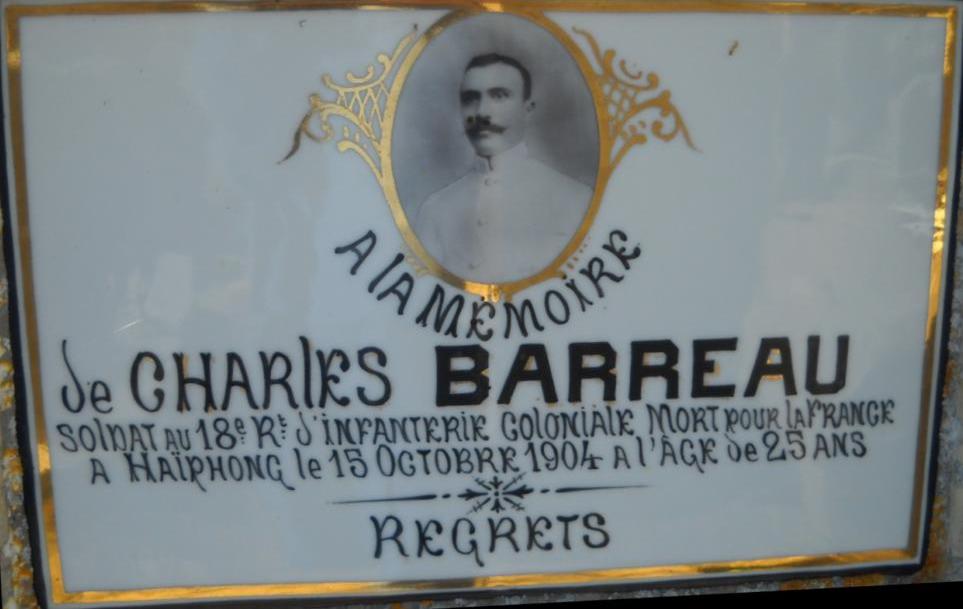 A la MÉMOIRE
de CHARLES BARREAU
SOLDAT AU 18e Rt d'INFANTERIE COLONIALE MORT POUR la FRANCE
A HAÏPHONG le 15 OCTOBRE 1904 A l'ÂGE de 25 ANS
REGRETS